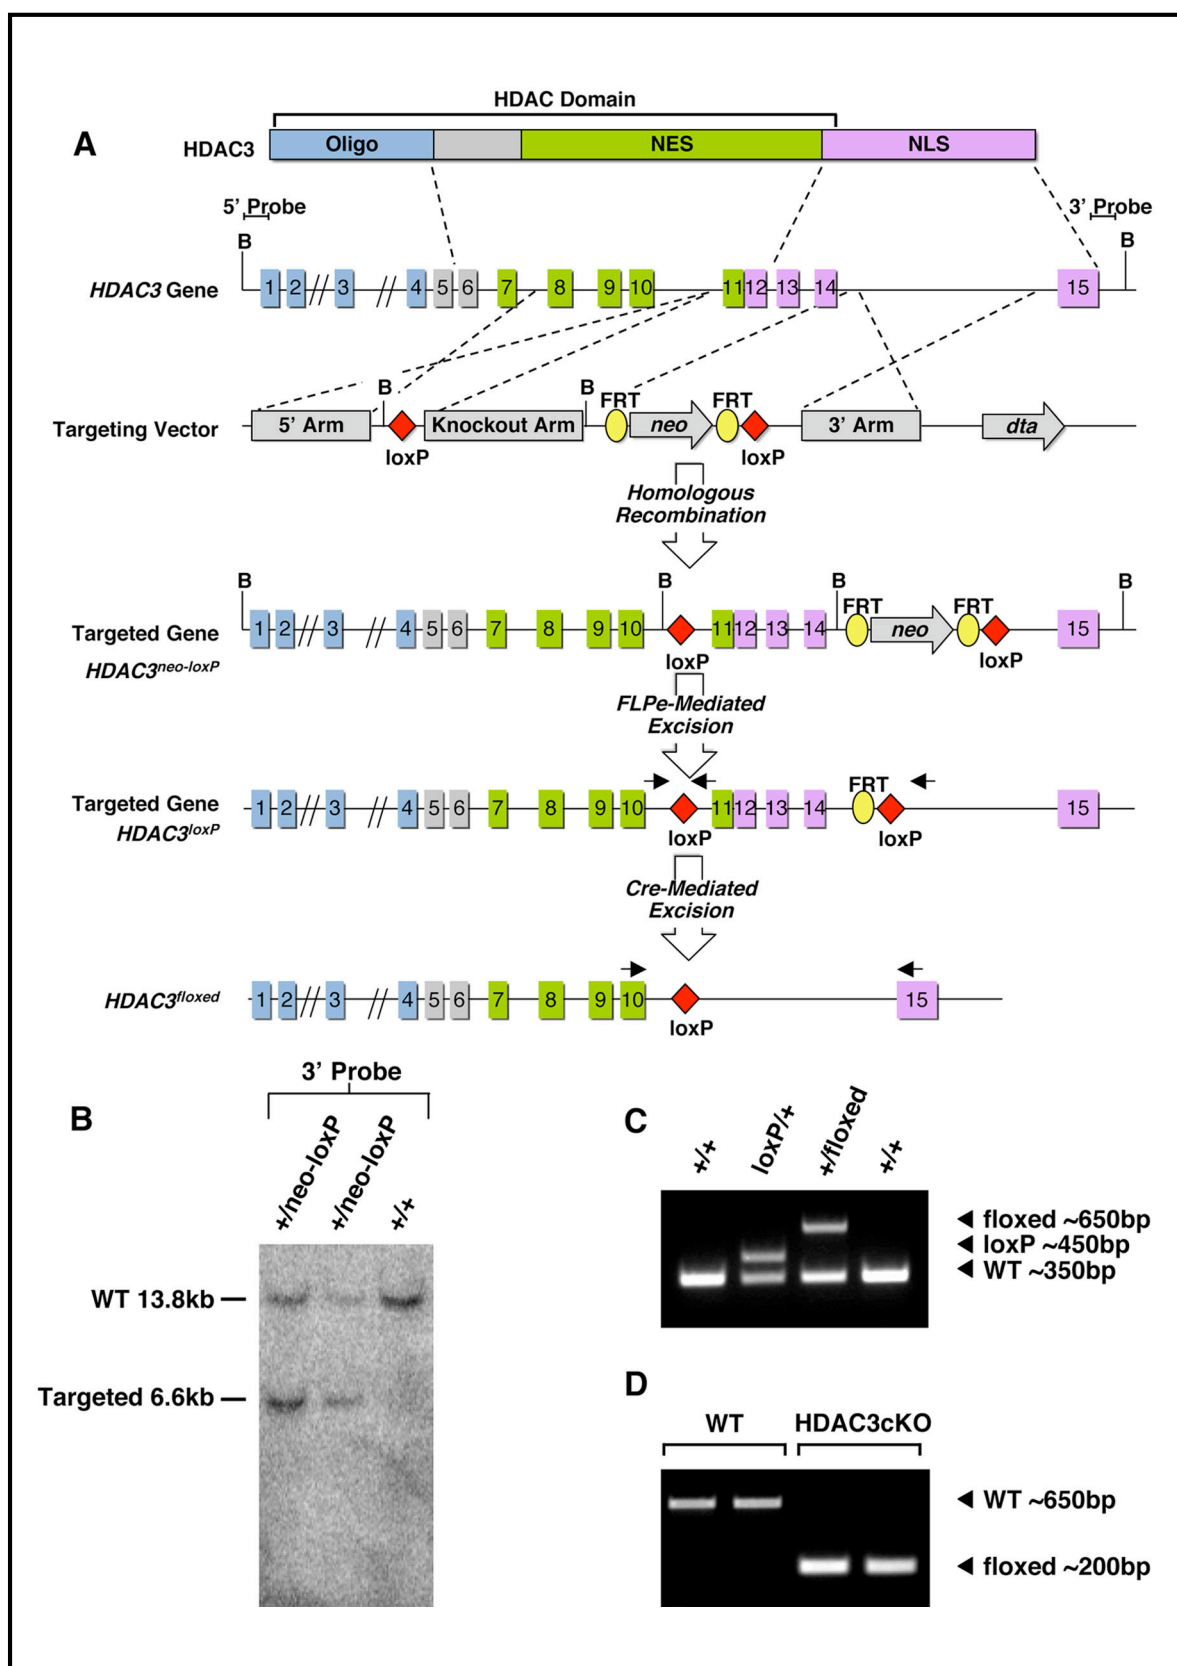 HDAC Domain
A
HDAC3
Oligo
NES
NLS
5’ Probe
3’ Probe
B
B
HDAC3 Gene
1 2 // 3 // 4 5 6 7 8 9 10 11 12 13 14 15
B
B
FRT
FRT
Targeting Vector
5’ Arm
Knockout Arm
neo
3’ Arm
dta
loxP
loxP
Homologous
Recombination
B
B
B
B
FRT
FRT
Targeted Gene
1 2 // 3 // 4 5 6 7 8 9 10 11 12 13 14 neo 15
HDAC3neo-loxP
loxP
loxP
FLPe-Mediated
Excision
FRT
Targeted Gene
1 2 // 3 // 4 5 6 7 8 9 10 11 12 13 14 15
HDAC3loxP
loxP
loxP
Cre-Mediated
Excision
HDAC3floxed
1 2 // 3 // 4 5 6 7 8 9 10 15
loxP
B
3’ Probe
+/neo-loxP
+/neo-loxP
+/+
WT 13.8kb
Targeted 6.6kb
C
+/+
loxP/+
+/floxed
+/+
floxed ~650bp
loxP ~450bp
WT ~350bp
D
WT
HDAC3cKO
WT ~650bp
floxed ~200bp